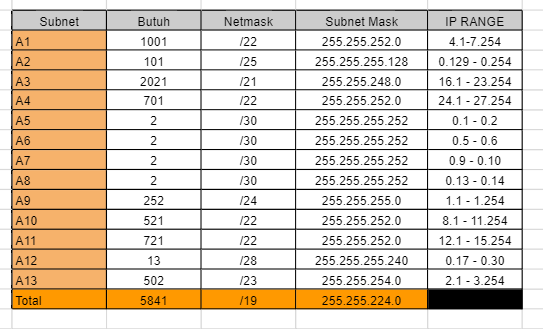 Subnet Butuh Netmask Subnet Mask IP RANGE
A1 1001 /22 255.255.252.0 4.1-7.254
A2 101 /25 255.255.255.128 0.129 - 0.254
A3 2021 /21 255.255.248.0 16.1 - 23.254
A4 701 /22 255.255.252.0 24.1 - 27.254
A5 2 /30 255.255.255.252 0.1 - 0.2
A6 2 /30 255.255.255.252 0.5 - 0.6
A7 2 /30 255.255.255.252 0.9 - 0.10
A8 2 /30 255.255.255.252 0.13 - 0.14
A9 252 /24 255.255.255.0 1.1 - 1.254
A10 521 /22 255.255.252.0 8.1 - 11.254
A11 721 /22 255.255.252.0 12.1 - 15.254
A12 13 /28 255.255.255.240 0.17 - 0.30
A13 502 /23 255.255.254.0 2.1 - 3.254
Total 5841 /19 255.255.224.0